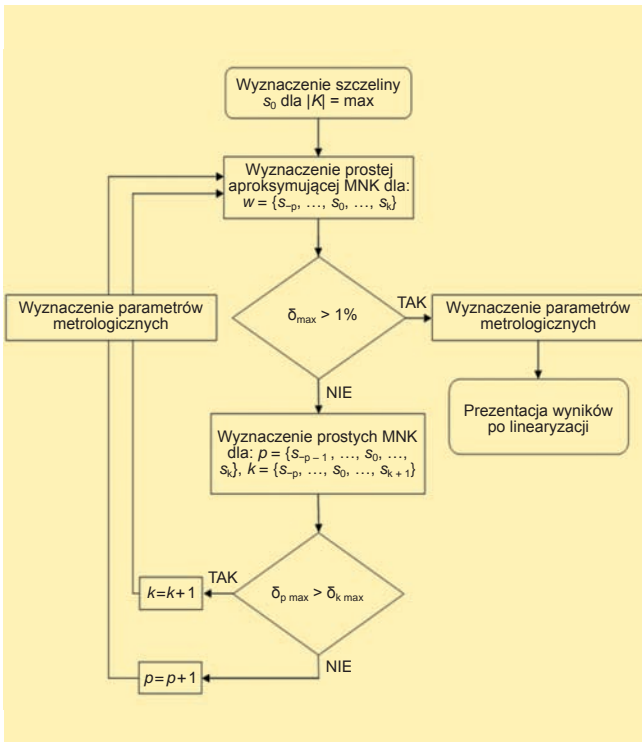 Wyznaczenie szczeliny
s₀ dla |K| = max
Wyznaczenie prostej
aproksymującej MNK dla:
w = {s₋ₚ, …, s₀, …, sₖ}
Wyznaczenie parametrów
metrologicznych
δmax > 1%
TAK
Wyznaczenie parametrów
metrologicznych
NIE
Prezentacja wyników
po linearyzacji
Wyznaczenie prostych MNK
dla: p = {s₋ₚ₋₁, …, s₀, …,
sₖ}, k = {s₋ₚ, …, s₀, …, sₖ₊₁}
TAK
k=k+1
δp max > δk max
NIE
p=p+1